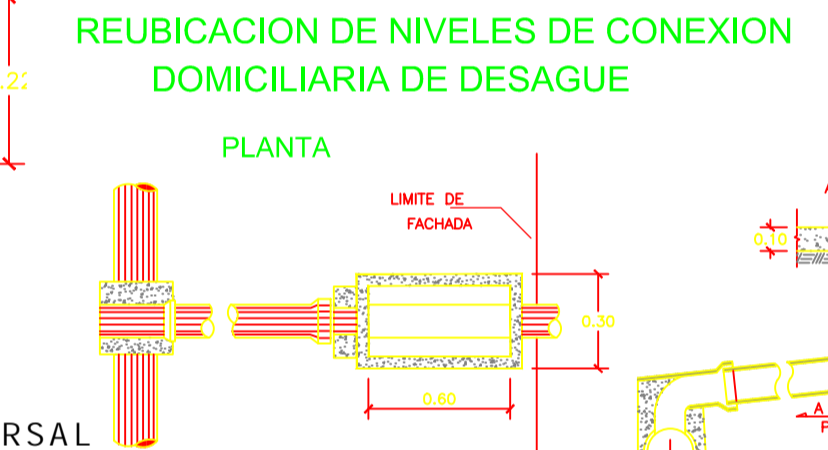 REUBICACION DE NIVELES DE CONEXION
DOMICILIARIA DE DESAGUE
PLANTA
LIMITE DE
FACHADA
0.10
0.30
0.60
RSAL
A